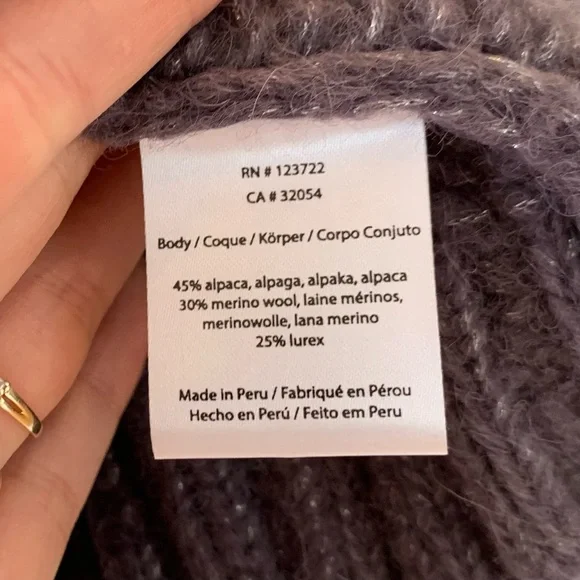 RN # 123722
CA # 32054
Body / Coque / Körper / Corpo Conjuto
45% alpaca, alpaga, alpaka, alpaca
30% merino wool, laine mérinos,
merinowolle, lana merino
25% lurex
Made in Peru / Fabriqué en Pérou
Hecho en Perú / Feito em Peru